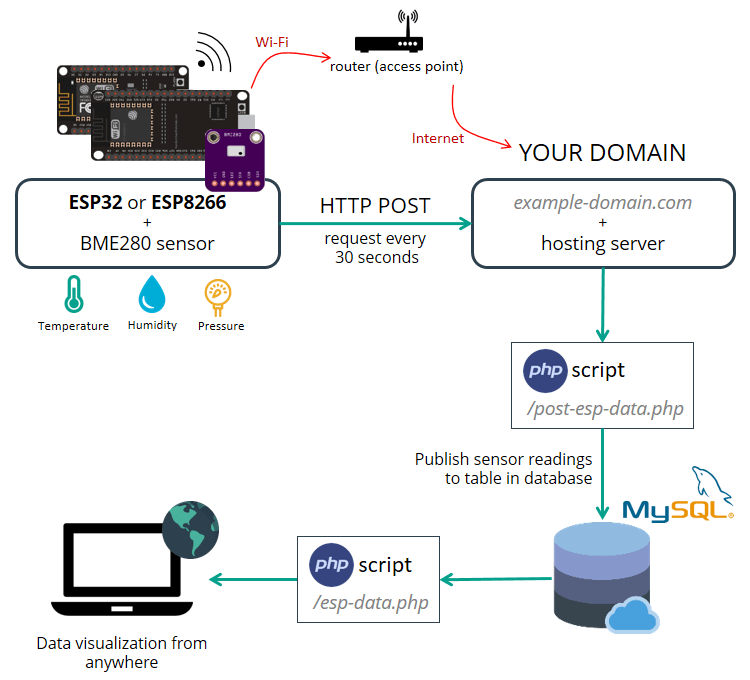 Wi-Fi
router (access point)
Internet
YOUR DOMAIN
BME280
ESP32 or ESP8266
+
BME280 sensor
HTTP POST
request every
30 seconds
example-domain.com
+
hosting server
Temperature
Humidity
Pressure
php script
/post-esp-data.php
Publish sensor readings
to table in database
MySQL®
php script
/esp-data.php
Data visualization from
anywhere